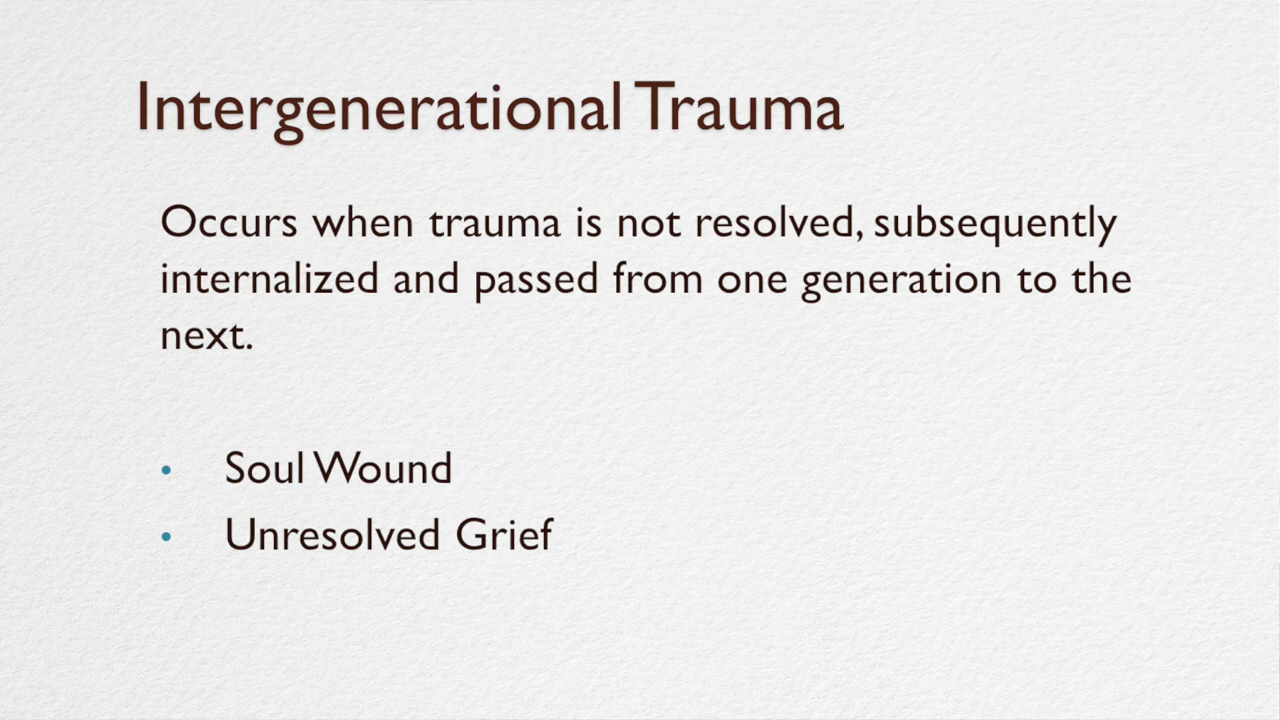 Intergenerational Trauma
Occurs when trauma is not resolved, subsequently
internalized and passed from one generation to the
next.
• Soul Wound
• Unresolved Grief